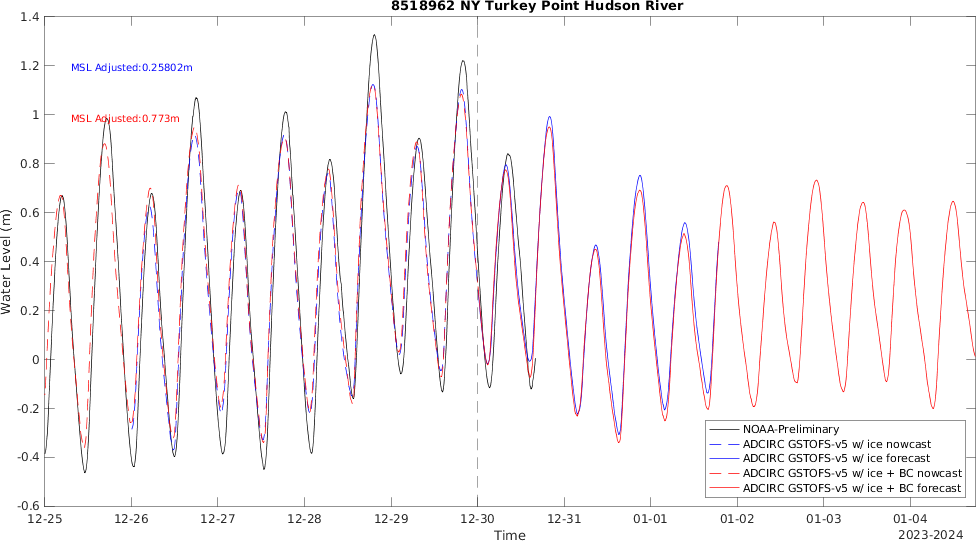 8518962 NY Turkey Point Hudson River
1.4
1.2
1
0.8
0.6
0.4
0.2
0
-0.2
-0.4
-0.6
Water Level (m)
MSL Adjusted:0.25802m
MSL Adjusted:0.773m
NOAA-Preliminary
ADCIRC GSTOFS-v5 w/ ice nowcast
ADCIRC GSTOFS-v5 w/ ice forecast
ADCIRC GSTOFS-v5 w/ ice + BC nowcast
ADCIRC GSTOFS-v5 w/ ice + BC forecast
12-25 12-26 12-27 12-28 12-29 12-30 12-31 01-01 01-02 01-03 01-04
Time
2023-2024